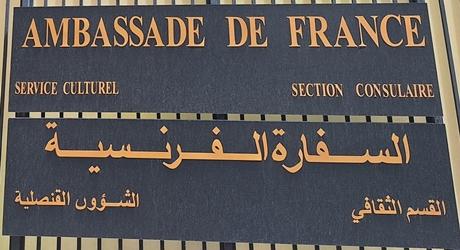 AMBASSADE DE FRANCE
SERVICE CULTUREL SECTION CONSULAIRE
السفارة الفرنسية
القسم الثقافي الشؤون القنصلية